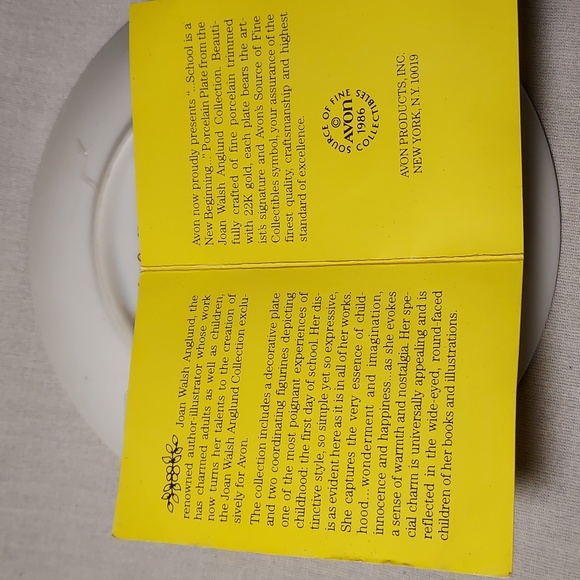 Joan Walsh Anglund, the
renowned author-illustrator whose work
has charmed adults as well as children,
now turns her talents to the creation of
the Joan Walsh Anglund Collection exclu-
sively for Avon.
The collection includes a decorative plate
and two coordinating figurines depicting
one of the most poignant experiences of
childhood: the first day of school. Her dis-
tinctive style, so simple yet so expressive,
is as evident here as it is in all of her works.
She captures the very essence of child-
hood...wonderment and imagination,
innocence and happiness...as she evokes
a sense of warmth and nostalgia. Her spe-
cial charm is universally appealing and is
reflected in the wide-eyed, round-faced
children of her books and illustrations.
Avon now proudly presents "...School is a
New Beginning..." Porcelain Plate from the
Joan Walsh Anglund Collection. Beauti-
fully crafted of fine porcelain trimmed
with 22K gold, each plate bears the art-
ist's signature and Avon's Source of Fine
Collectibles symbol, your assurance of the
finest quality, craftsmanship and highest
standard of excellence.
SOURCE OF FINE
©
AVON
1986
COLLECTIBLES
AVON PRODUCTS, INC.
NEW YORK, N.Y. 10019